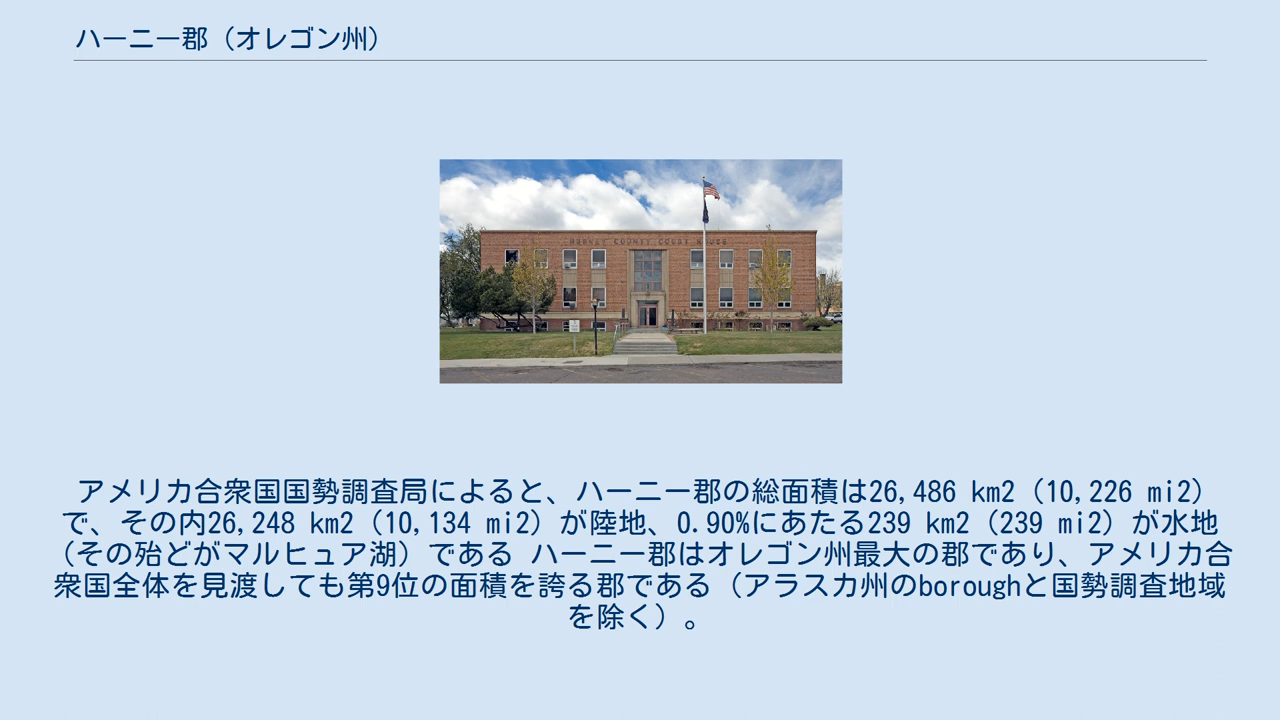 ハーニー郡（オレゴン州）
HARNEY COUNTY COURT HOUSE
アメリカ合衆国国勢調査局によると、ハーニー郡の総面積は26,486 km2（10,226 mi2）
で、その内26,248 km2（10,134 mi2）が陸地、0.90%にあたる239 km2（239 mi2）が水地
（その殆どがマルヒュア湖）である ハーニー郡はオレゴン州最大の郡であり、アメリカ合
衆国全体を見渡しても第9位の面積を誇る郡である（アラスカ州のboroughと国勢調査地域
を除く）。